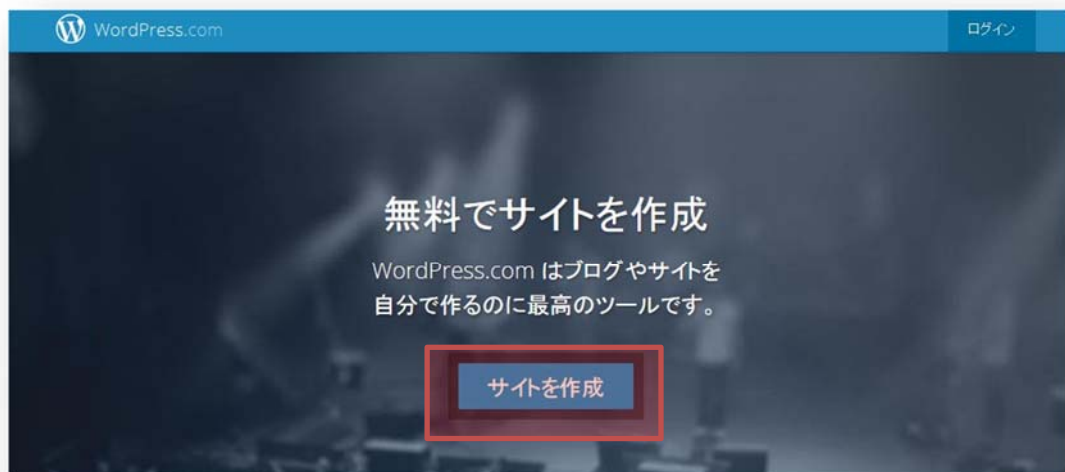 WordPress.com
ログイン
無料でサイトを作成
WordPress.com はブログやサイトを
自分で作るのに最高のツールです。
サイトを作成